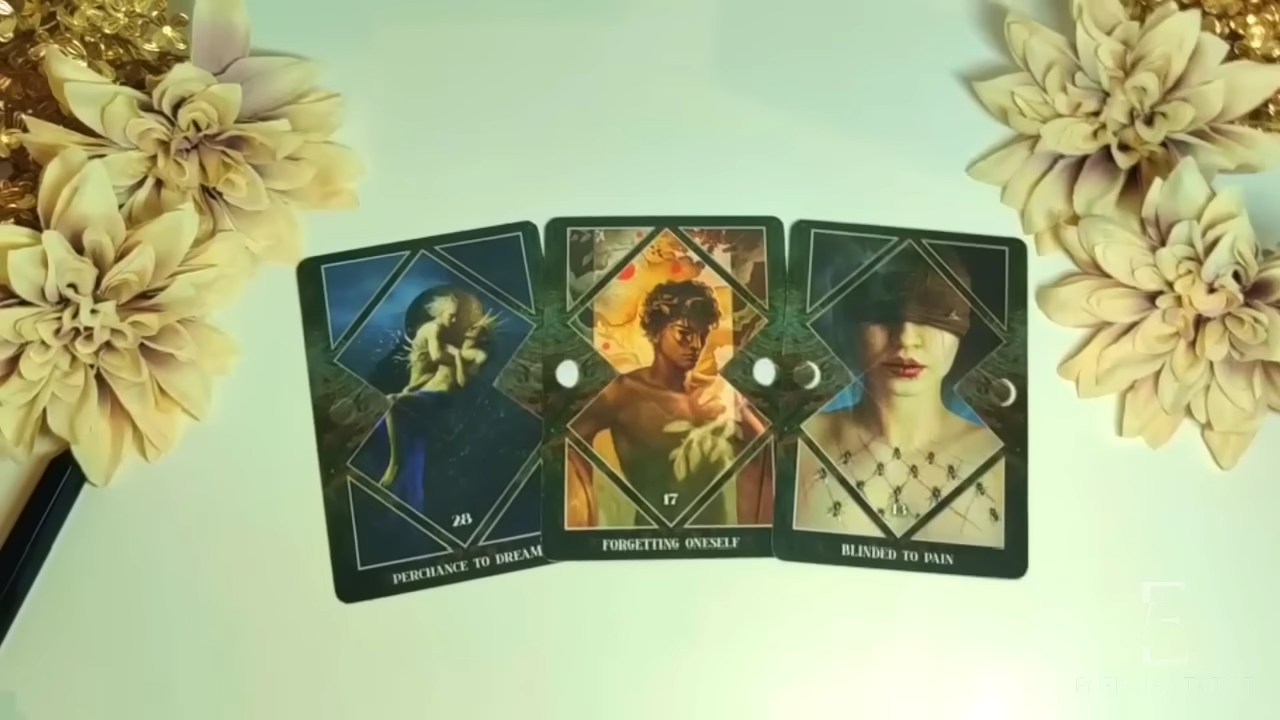 28
PERCHANCE TO DREAM
17
FORGETTING ONESELF
13
BLINDED TO PAIN
E